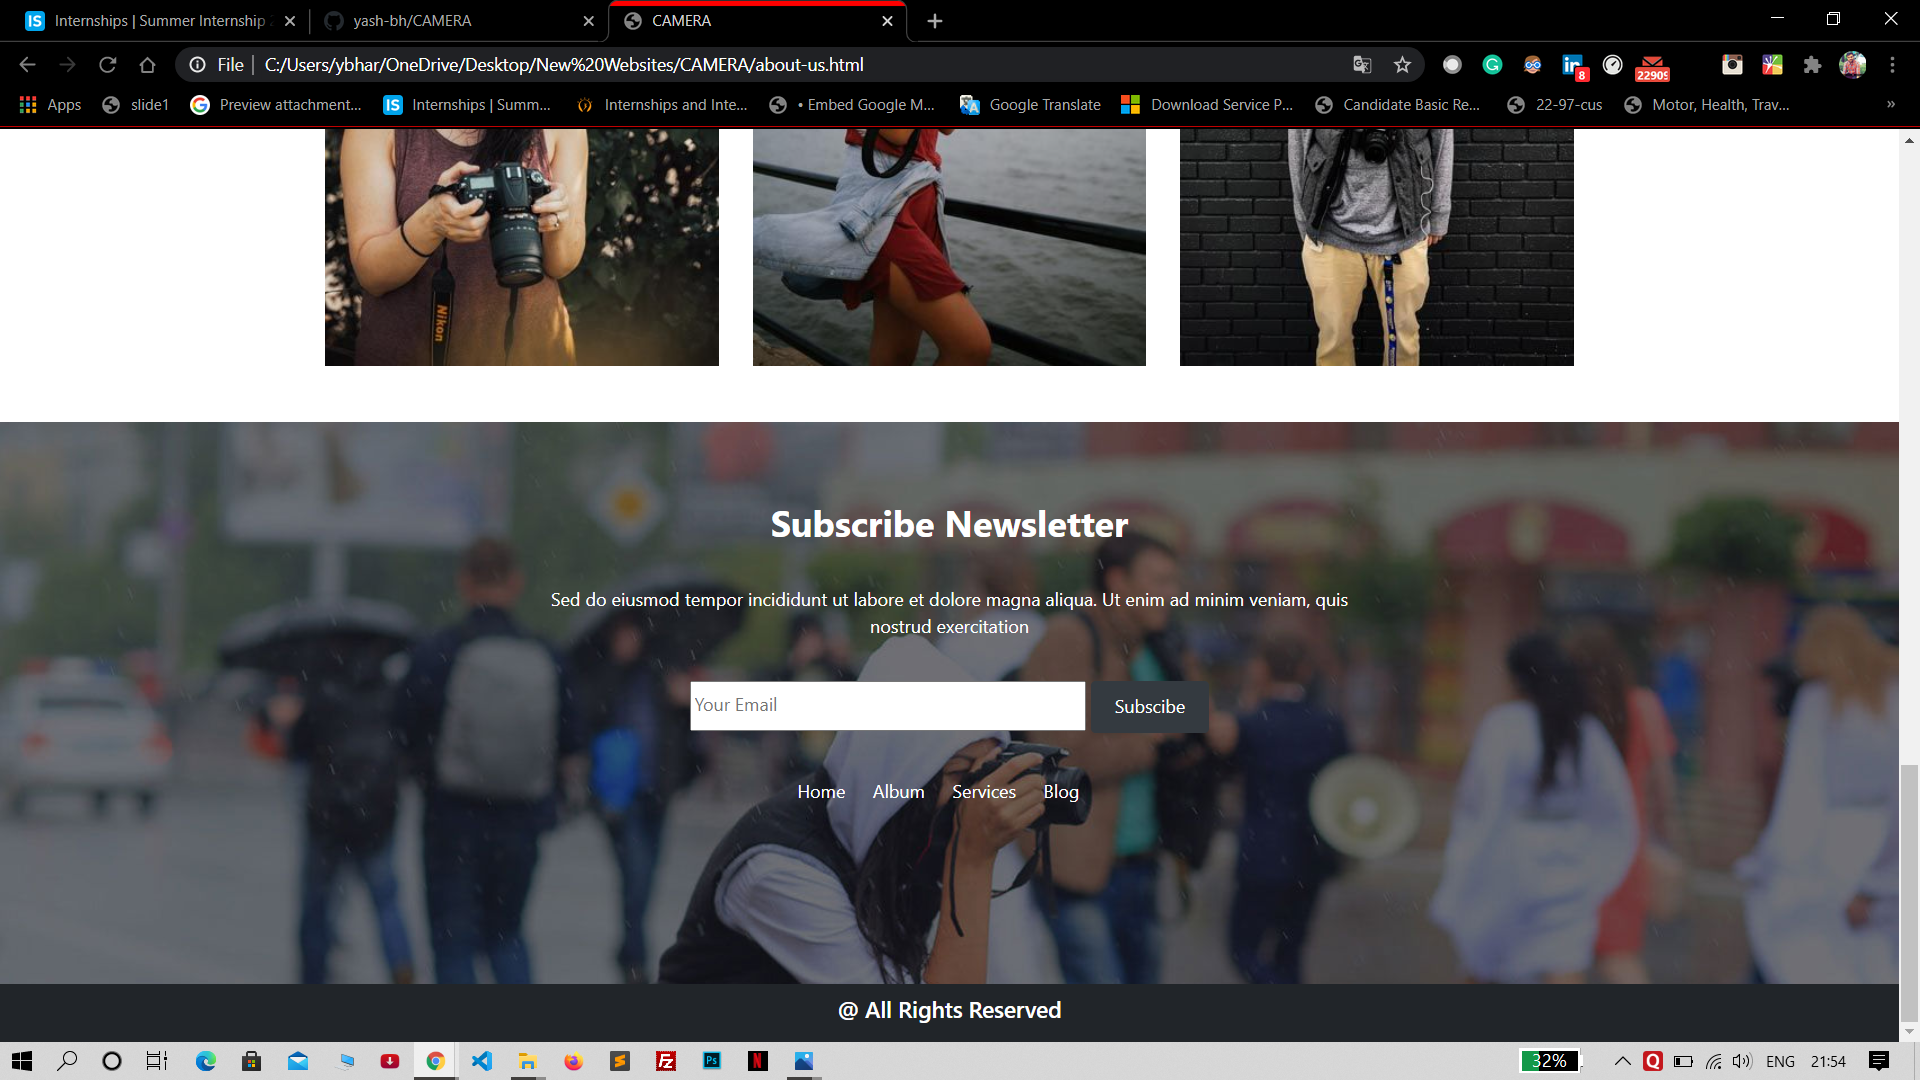 Internships | Summer Internship
yash-bh/CAMERA
CAMERA
File | C:/Users/ybhar/OneDrive/Desktop/New%20Websites/CAMERA/about-us.html
8
22909
Apps
slide1
Preview attachment...
IS
Internships | Summ...
Internships and Inte...
• Embed Google M...
Google Translate
Download Service P...
Candidate Basic Re...
22-97-cus
Motor, Health, Trav...
»
Nikon
Subscribe Newsletter
Sed do eiusmod tempor incididunt ut labore et dolore magna aliqua. Ut enim ad minim veniam, quis
nostrud exercitation
Your Email
Subscibe
Home
Album
Services
Blog
@ All Rights Reserved
32%
ENG
21:54